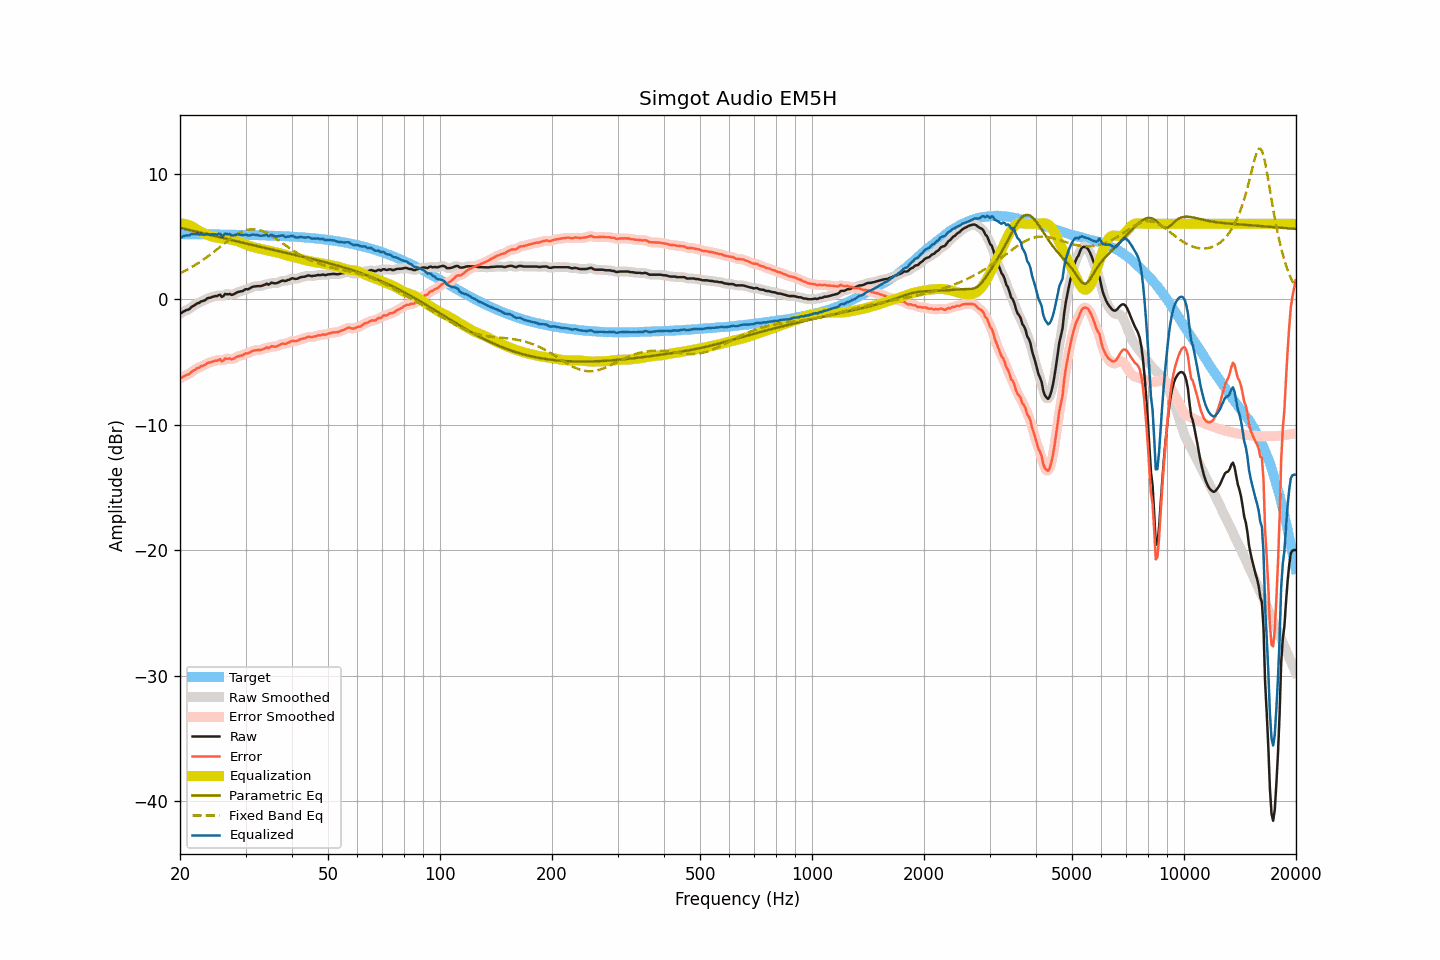 Simgot Audio EM5H
10
0
−10
−20
−30
−40
Amplitude (dBr)
Target
Raw Smoothed
Error Smoothed
Raw
Error
Equalization
Parametric Eq
Fixed Band Eq
Equalized
20 50 100 200 500 1000 2000 5000 10000 20000
Frequency (Hz)